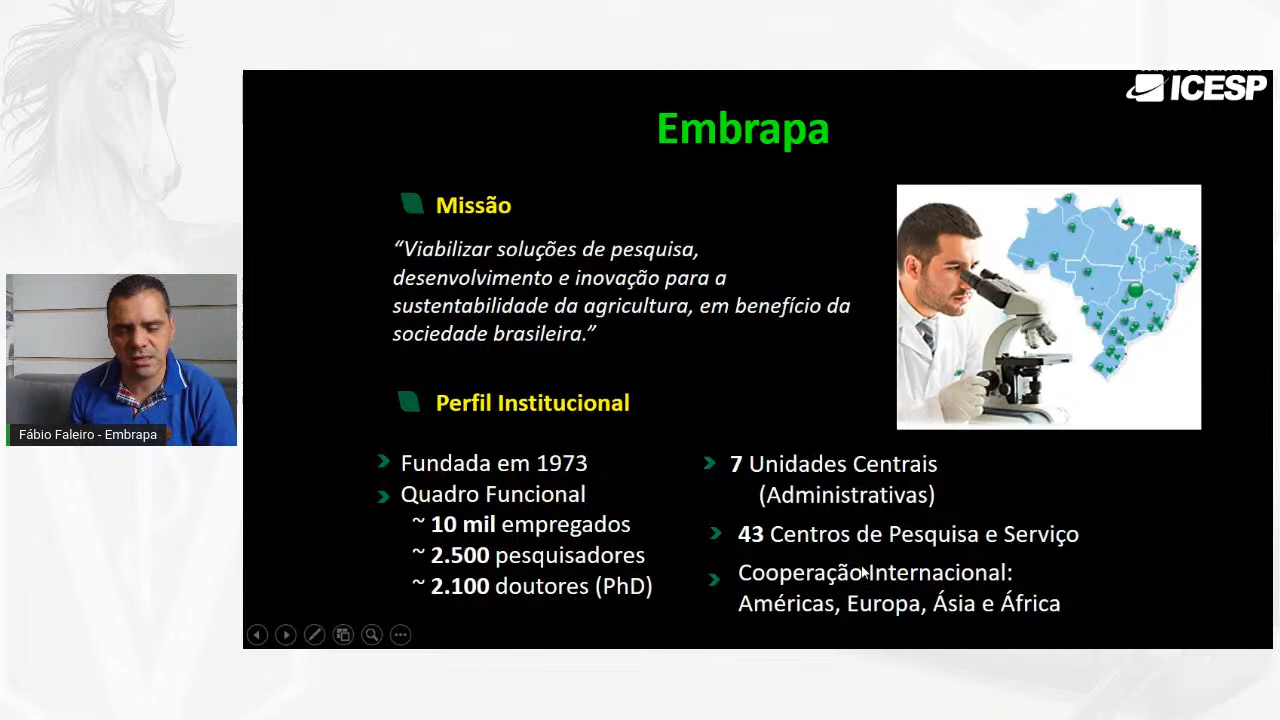 ICESP
Embrapa
Missão
“Viabilizar soluções de pesquisa,
desenvolvimento e inovação para a
sustentabilidade da agricultura, em benefício da
sociedade brasileira.”
Perfil Institucional
Fundada em 1973
Quadro Funcional
~ 10 mil empregados
~ 2.500 pesquisadores
~ 2.100 doutores (PhD)
7 Unidades Centrais
(Administrativas)
43 Centros de Pesquisa e Serviço
Cooperação Internacional:
Américas, Europa, Ásia e África
Fábio Faleiro - Embrapa